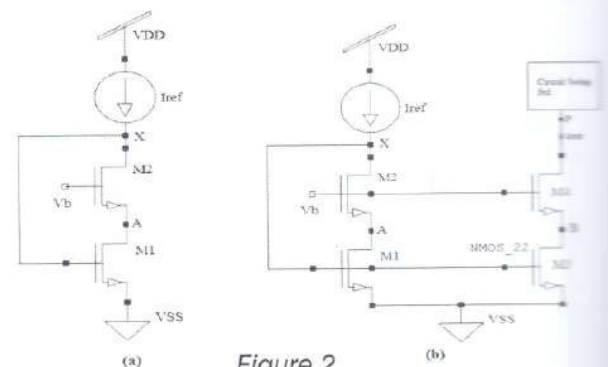 VDD
Iref
X
M2
Vb
A
M1
VSS
(a)
Figure 2
VDD
Iref
X
M2
Vb
A
M1
NMOS_22
VSS
(b)
P